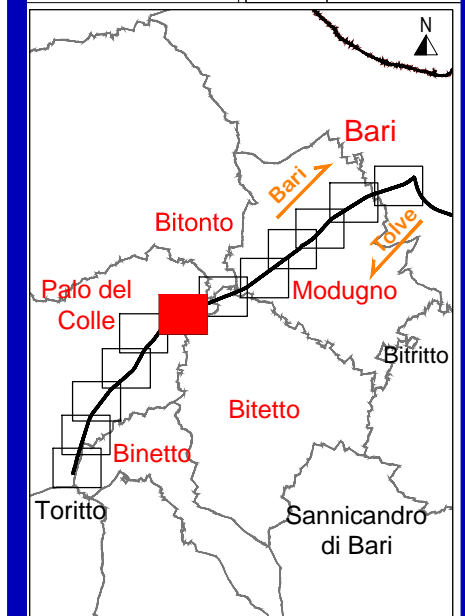 N
Bari
Bari
Tolve
Bitonto
Modugno
Palo del
Colle
Bitritto
Bitetto
Binetto
Toritto
Sannicandro
di Bari